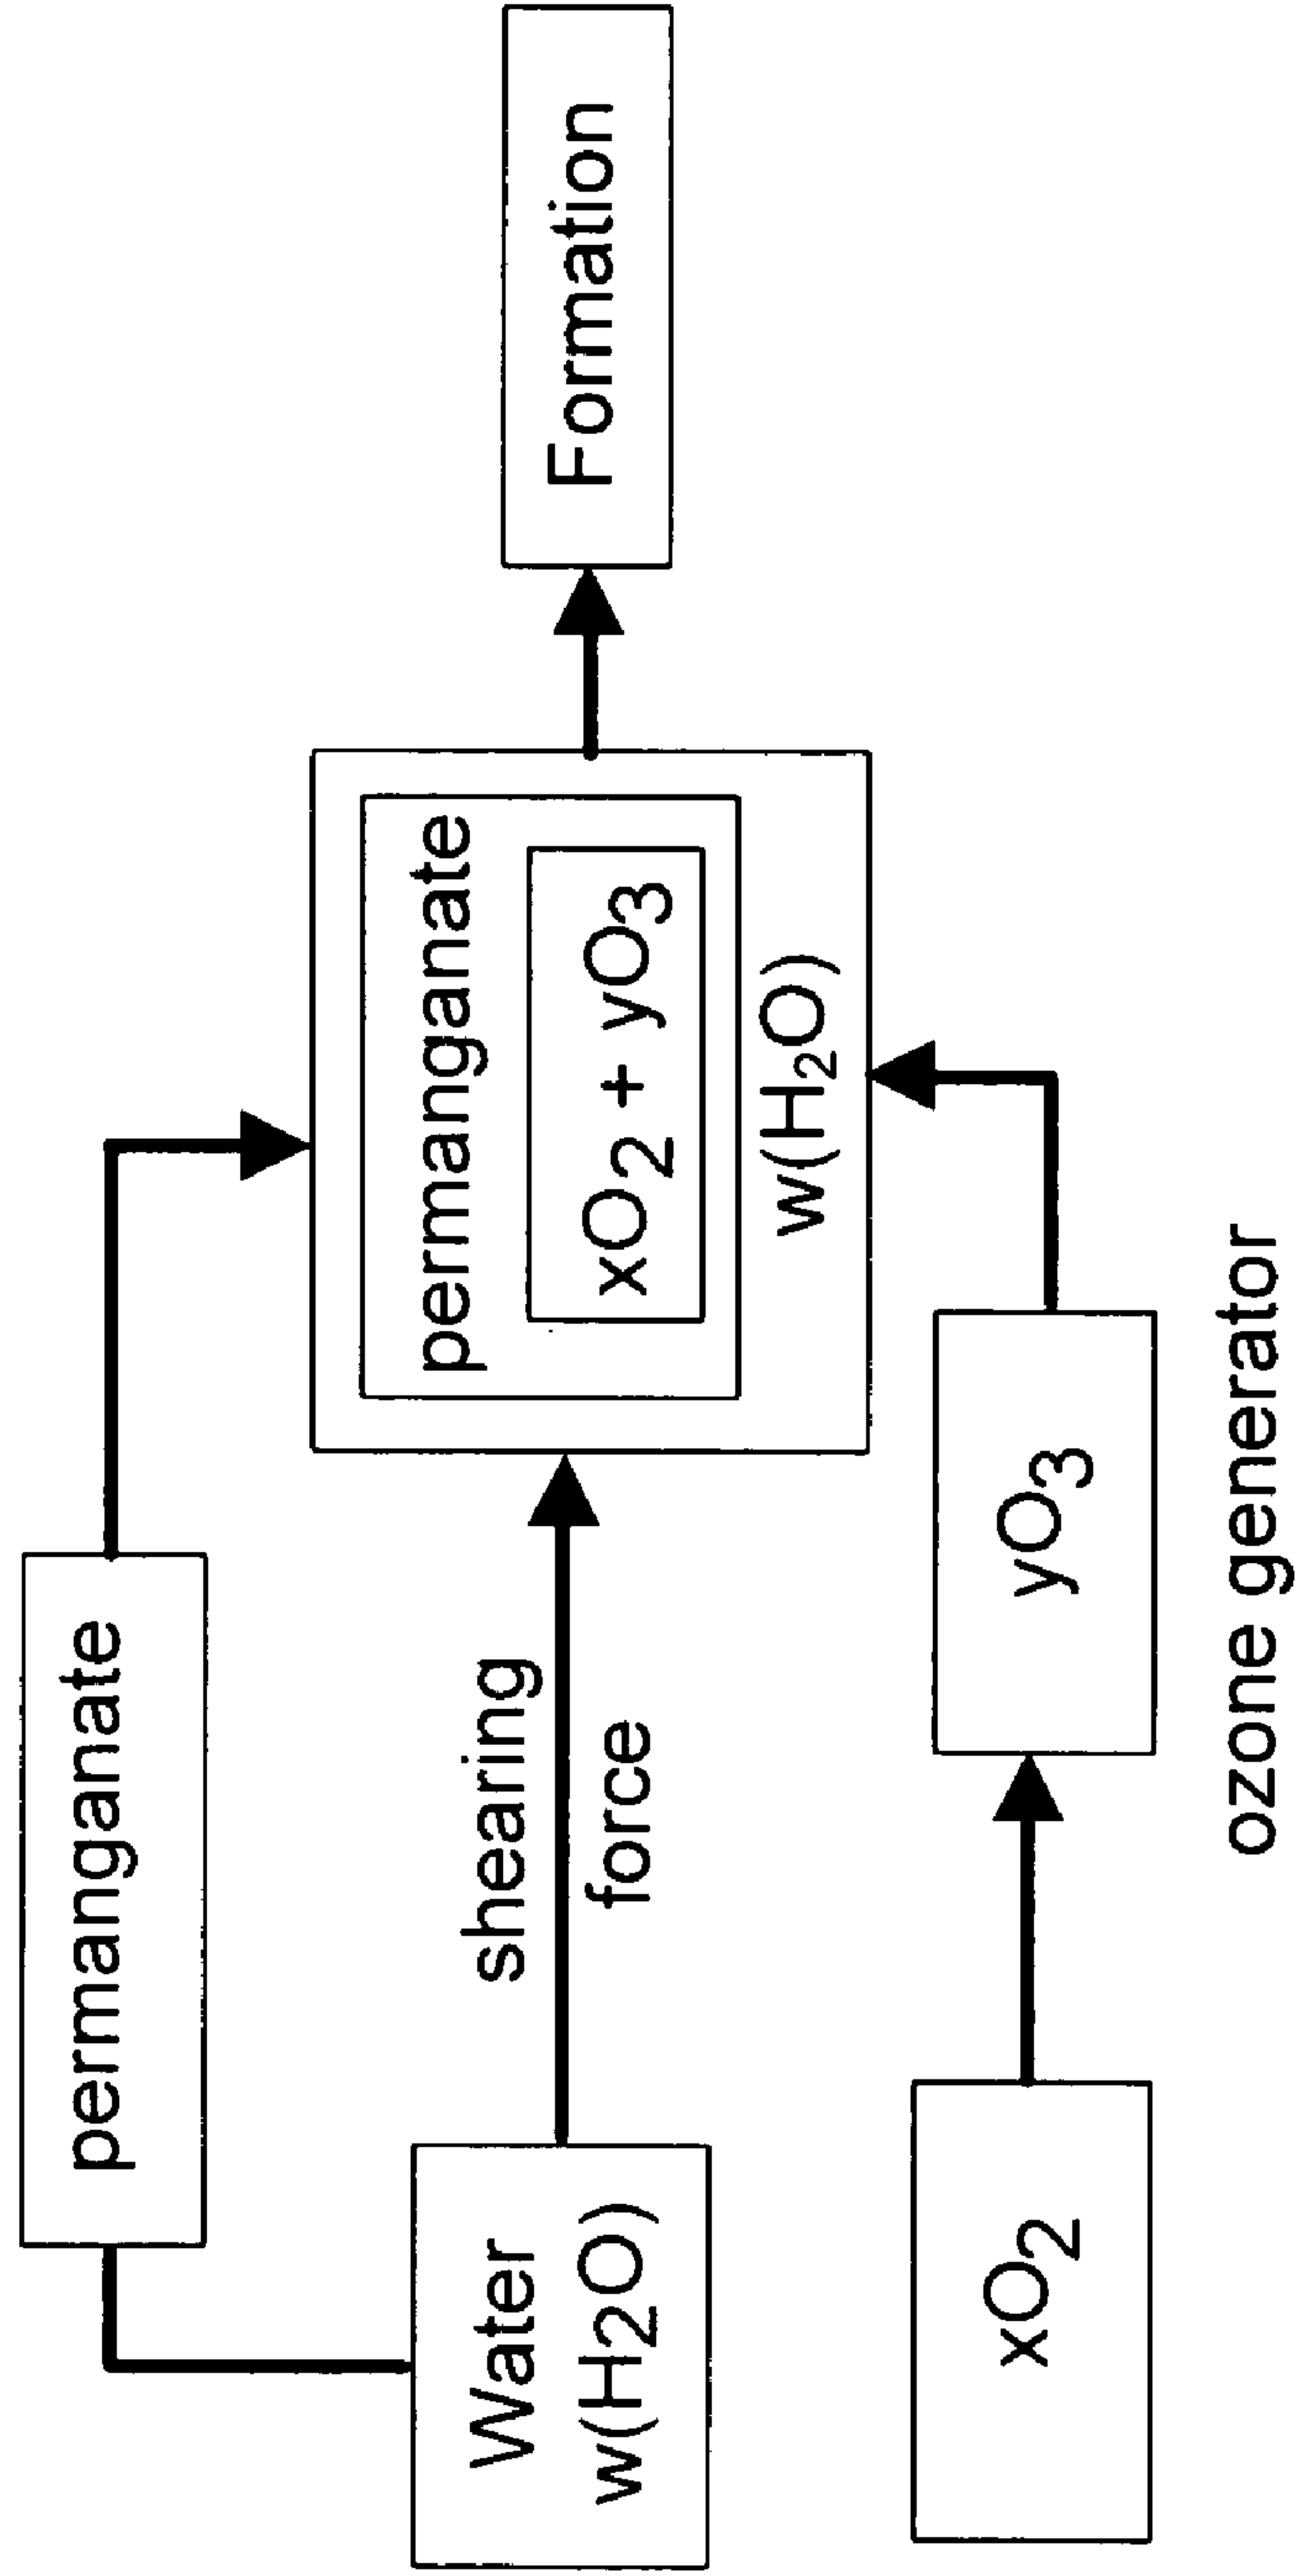 permanganate
Water
w(H₂O)
shearing
force
permanganate
xO₂ + yO₃
w(H₂O)
Formation
xO₂
yO₃
ozone generator